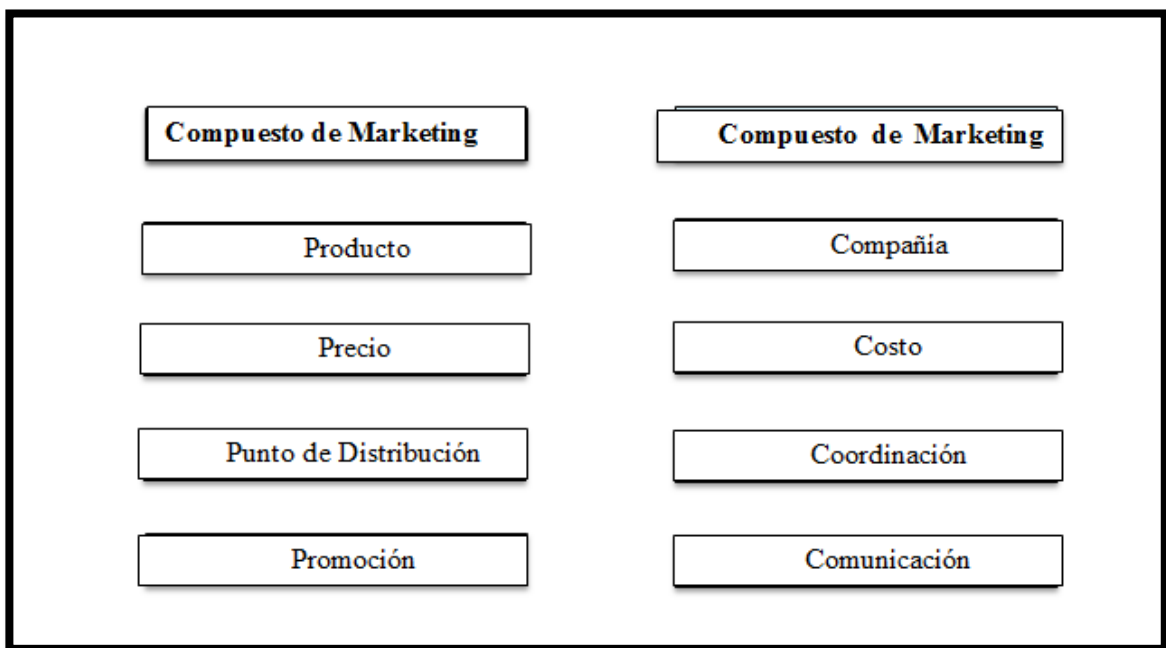 Compuesto de Marketing
Producto
Precio
Punto de Distribución
Promoción
Compuesto de Marketing
Compañía
Costo
Coordinación
Comunicación